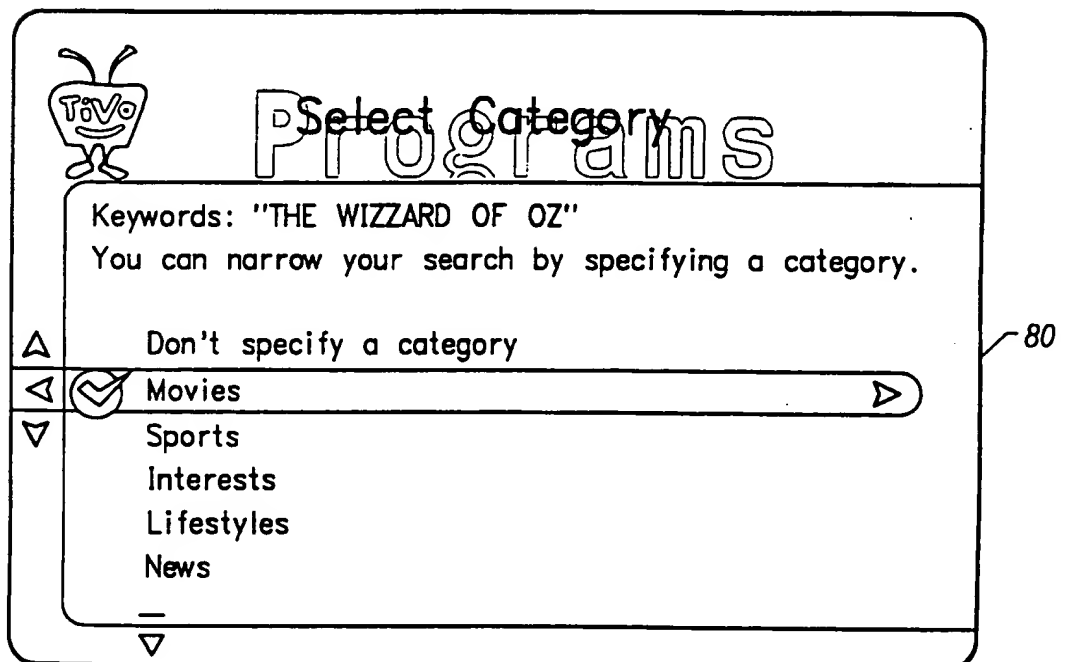 TiVo
Programs
Select Category
Keywords: "THE WIZZARD OF OZ"
You can narrow your search by specifying a category.
Don't specify a category
80
Movies
Sports
Interests
Lifestyles
News